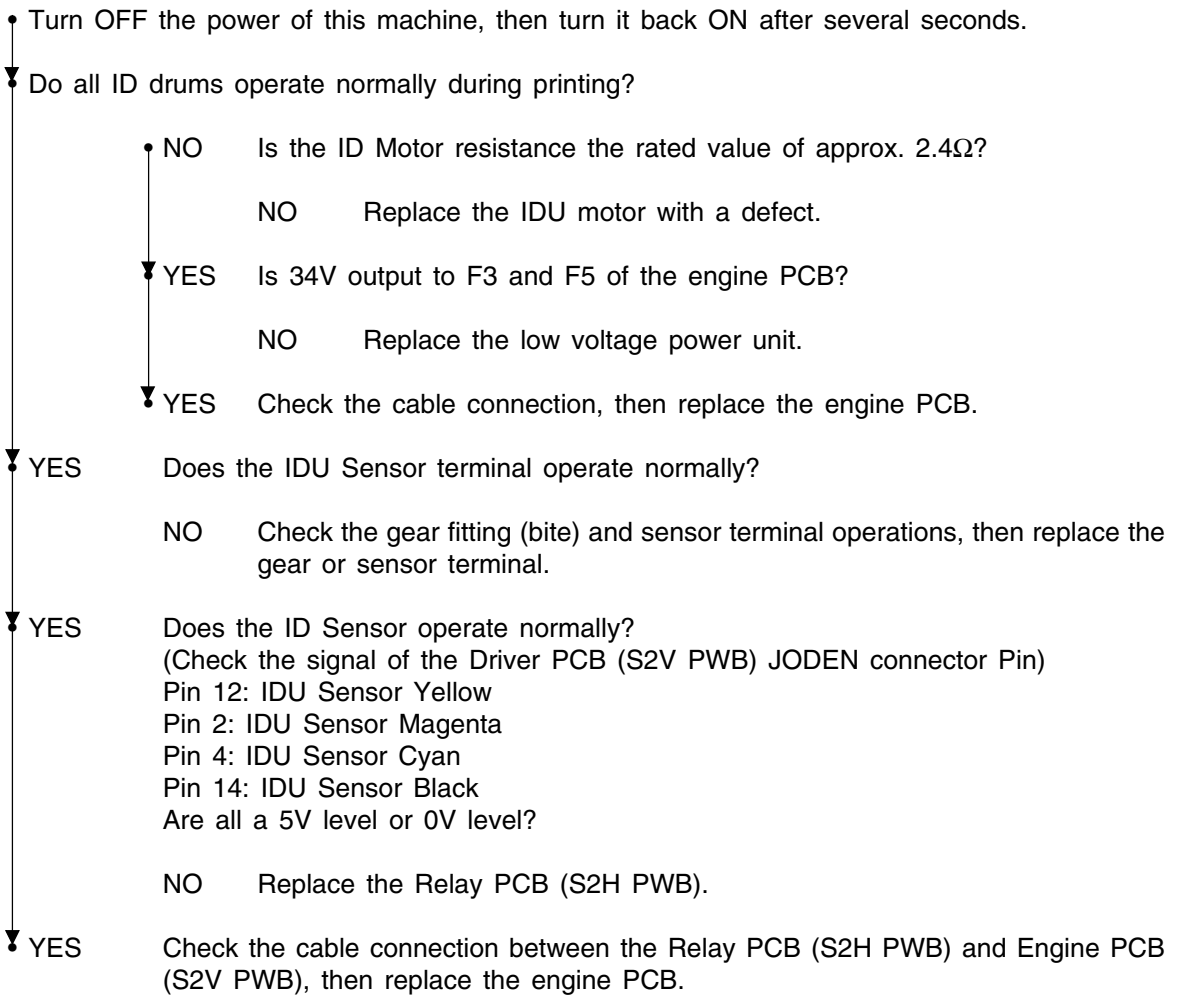 Turn OFF the power of this machine, then turn it back ON after several seconds.
Do all ID drums operate normally during printing?
NO Is the ID Motor resistance the rated value of approx. 2.4Ω?
NO Replace the IDU motor with a defect.
YES Is 34V output to F3 and F5 of the engine PCB?
NO Replace the low voltage power unit.
YES Check the cable connection, then replace the engine PCB.
YES Does the IDU Sensor terminal operate normally?
NO Check the gear fitting (bite) and sensor terminal operations, then replace the
gear or sensor terminal.
YES Does the ID Sensor operate normally?
(Check the signal of the Driver PCB (S2V PWB) JODEN connector Pin)
Pin 12: IDU Sensor Yellow
Pin 2: IDU Sensor Magenta
Pin 4: IDU Sensor Cyan
Pin 14: IDU Sensor Black
Are all a 5V level or 0V level?
NO Replace the Relay PCB (S2H PWB).
YES Check the cable connection between the Relay PCB (S2H PWB) and Engine PCB
(S2V PWB), then replace the engine PCB.